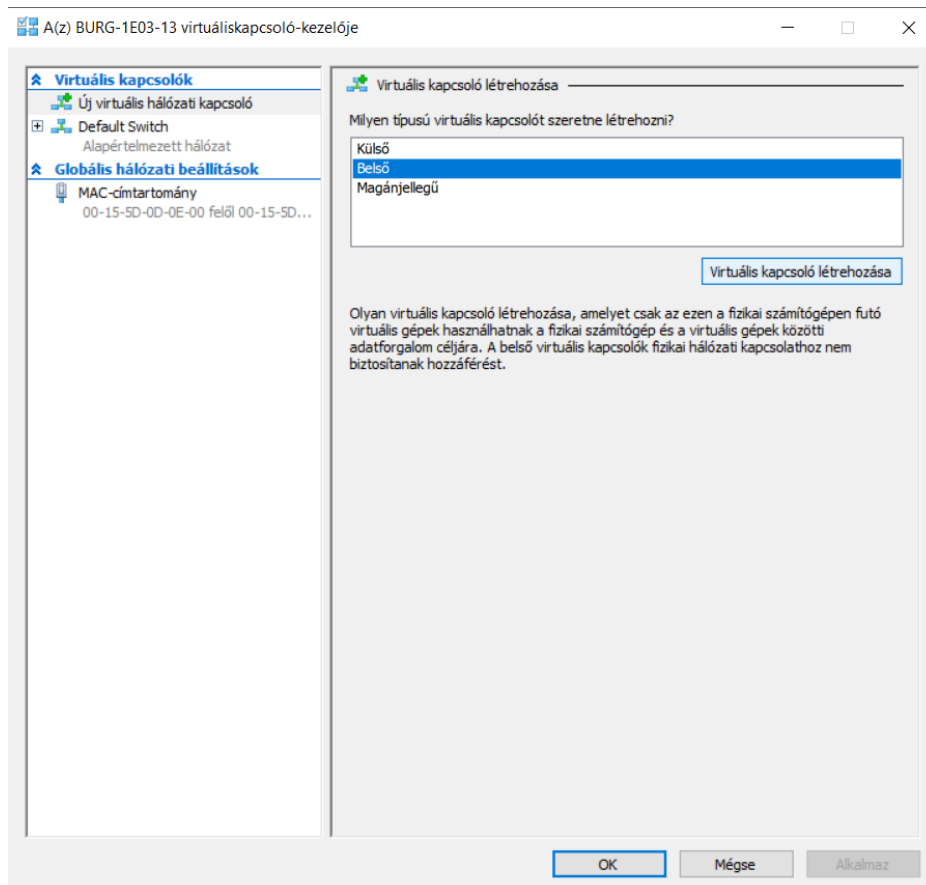 A(z) BURG-1E03-13 virtuáliskapcsoló-kezelője
Virtuális kapcsolók
Új virtuális hálózati kapcsoló
Default Switch
Alapértelmezett hálózat
Globális hálózati beállítások
MAC-címtartomány
00-15-5D-0D-0E-00 felől 00-15-5D...
Virtuális kapcsoló létrehozása
Milyen típusú virtuális kapcsolót szeretne létrehozni?
Külső
Belső
Magánjellegű
Virtuális kapcsoló létrehozása
Olyan virtuális kapcsoló létrehozása, amelyet csak az ezen a fizikai számítógépen futó
virtuális gépek használhatnak a fizikai számítógép és a virtuális gépek közötti
adatforgalom céljára. A belső virtuális kapcsolók fizikai hálózati kapcsolathoz nem
biztosítanak hozzáférést.
OK
Mégse
Alkalmaz